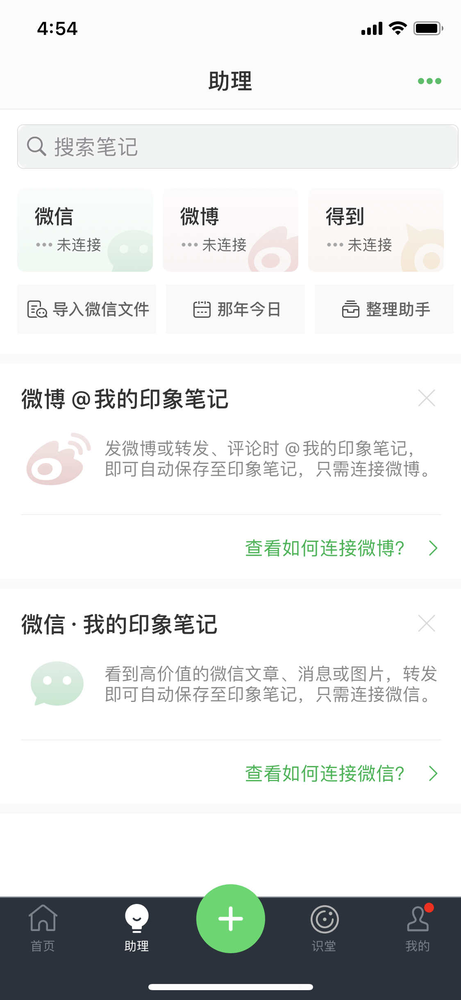 4:54
助理
搜索笔记
微信
微博
得到
••• 未连接
••• 未连接
••• 未连接
导入微信文件
那年今日
整理助手
微博 @我的印象笔记
发微博或转发、评论时 @我的印象笔记，
即可自动保存至印象笔记，只需连接微博。
查看如何连接微博?
微信 · 我的印象笔记
看到高价值的微信文章、消息或图片，转发
即可自动保存至印象笔记，只需连接微信。
查看如何连接微信?
首页
助理
识堂
我的